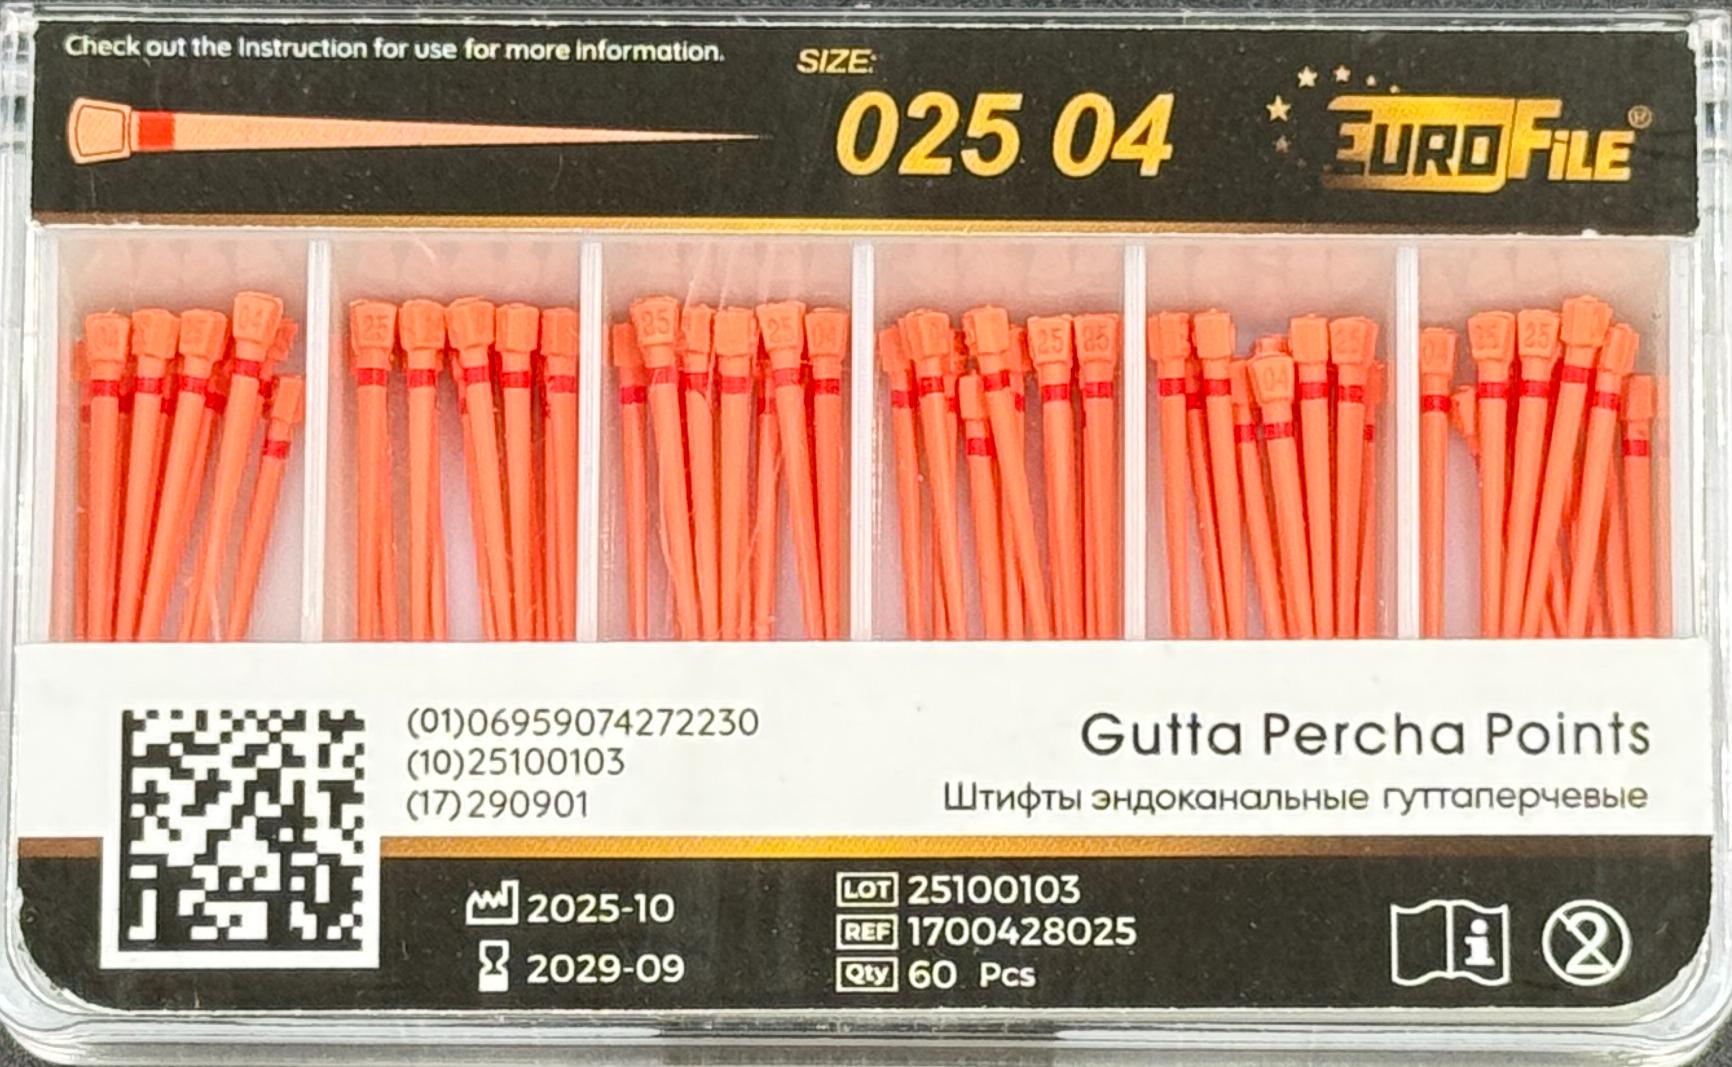 Check out the Instruction for use for more information.
SIZE:
025 04
EUROFILE®
(01)06959074272230
(10)25100103
(17)290901
Gutta Percha Points
Штифты эндоканальные гуттаперчевые
2025-10
2029-09
LOT 25100103
REF 1700428025
Qty 60 Pcs
i
2